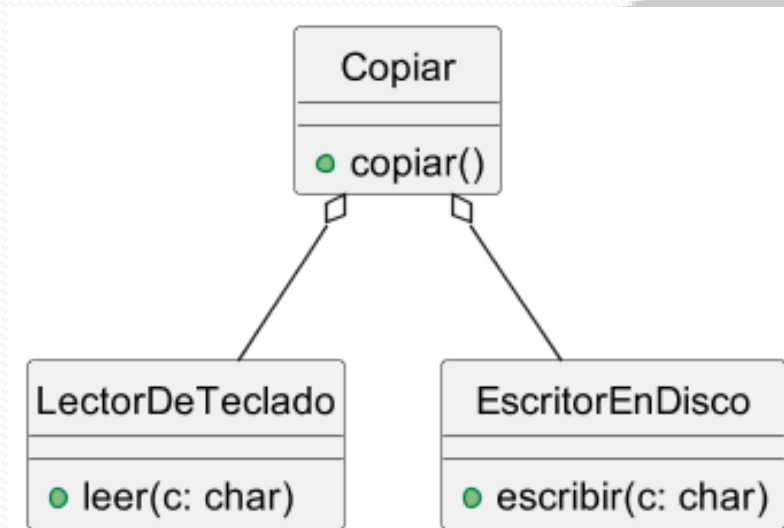 Copiar
copiar()
LectorDeTeclado
leer(c: char)
EscritorEnDisco
escribir(c: char)